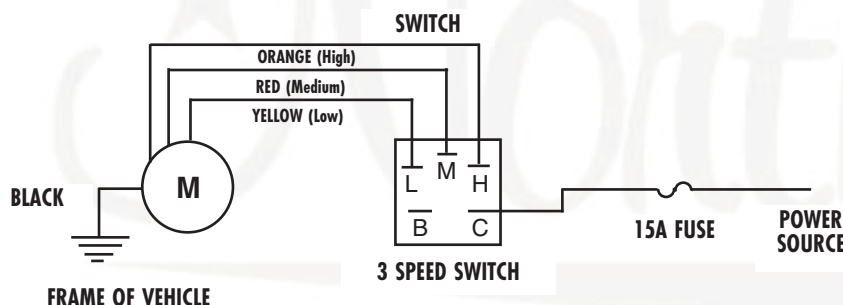 SWITCH
ORANGE (High)
RED (Medium)
YELLOW (Low)
M
L M H
B C
BLACK
15A FUSE
POWER
SOURCE
3 SPEED SWITCH
FRAME OF VEHICLE